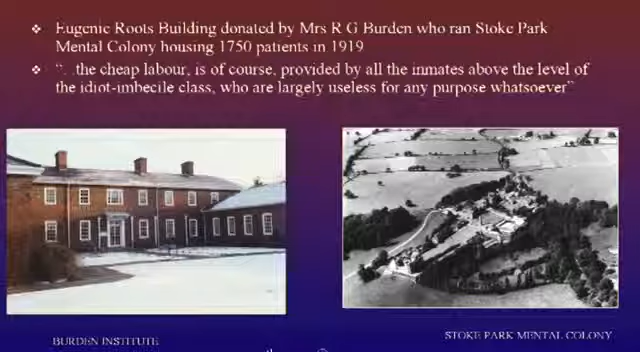 Eugenic Roots Building donated by Mrs R G Burden who ran Stoke Park
Mental Colony housing 1750 patients in 1919
“...the cheap labour, is of course, provided by all the inmates above the level of
the idiot-imbecile class, who are largely useless for any purpose whatsoever”
BURDEN INSTITUTE
STOKE PARK MENTAL COLONY